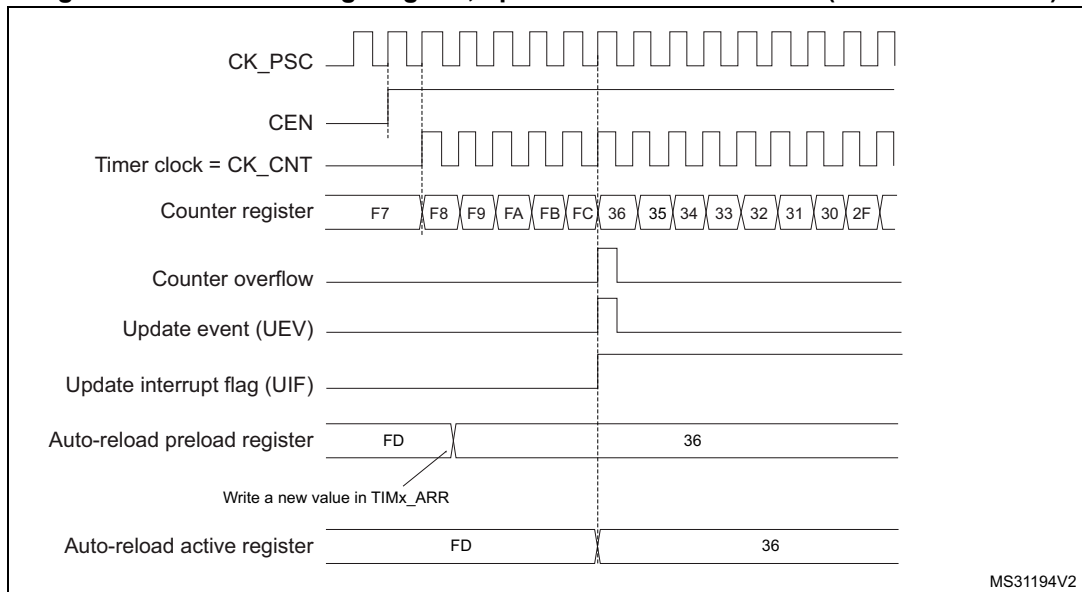 CK_PSC
CEN
Timer clock = CK_CNT
Counter register F7 F8 F9 FA FB FC 36 35 34 33 32 31 30 2F
Counter overflow
Update event (UEV)
Update interrupt flag (UIF)
Auto-reload preload register FD 36
Write a new value in TIMx_ARR
Auto-reload active register FD 36
MS31194V2